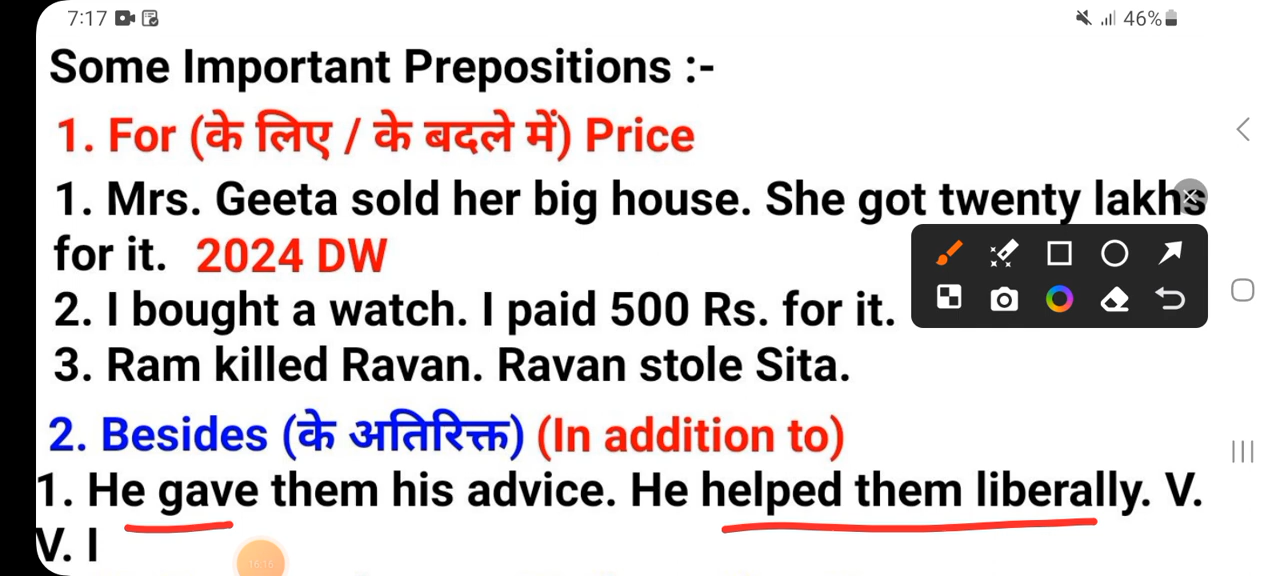 7:17 46%
Some Important Prepositions :-
1. For (के लिए / के बदले में) Price
1. Mrs. Geeta sold her big house. She got twenty lakhs
for it. 2024 DW
2. I bought a watch. I paid 500 Rs. for it.
3. Ram killed Ravan. Ravan stole Sita.
2. Besides (के अतिरिक्त) (In addition to)
1. He gave them his advice. He helped them liberally. V.
V. I
16:16